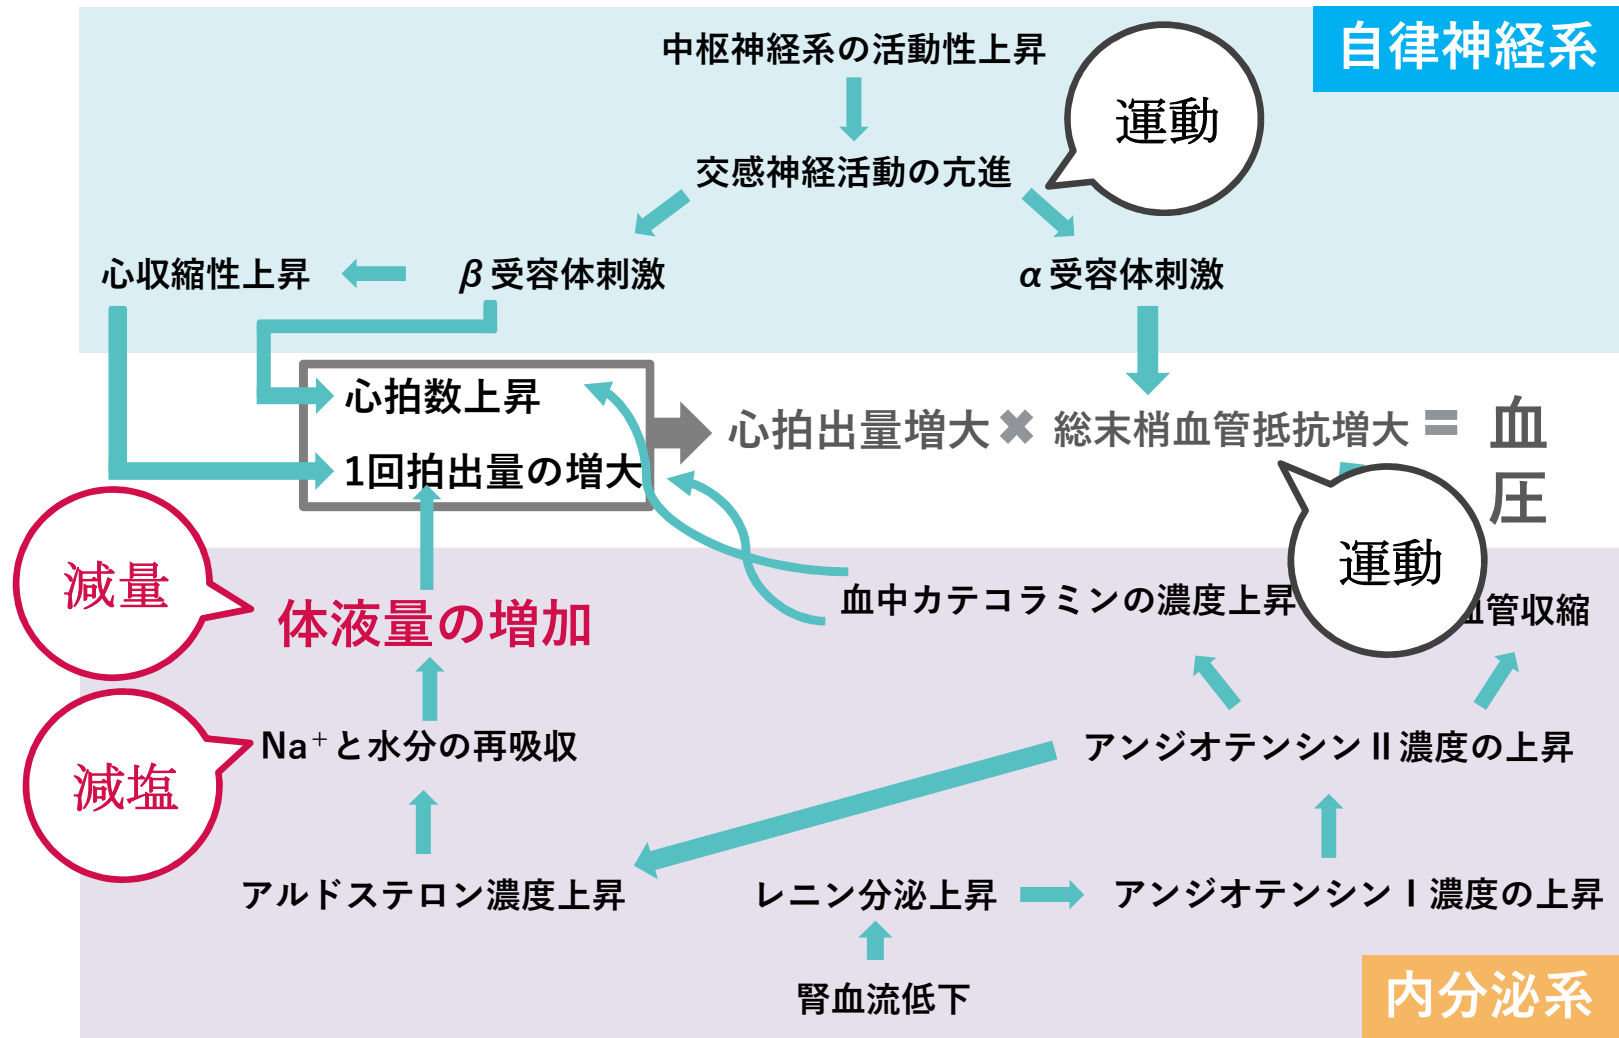 自律神経系
中枢神経系の活動性上昇
運動
交感神経活動の亢進
心収縮性上昇
β受容体刺激
α受容体刺激
心拍数上昇
1回拍出量の増大
心拍出量増大✖総末梢血管抵抗増大=血圧
減量
運動
体液量の増加
血中カテコラミンの濃度上昇
管収縮
減塩
Na⁺と水分の再吸収
アンジオテンシンⅡ濃度の上昇
アルドステロン濃度上昇
レニン分泌上昇
アンジオテンシンⅠ濃度の上昇
腎血流低下
内分泌系